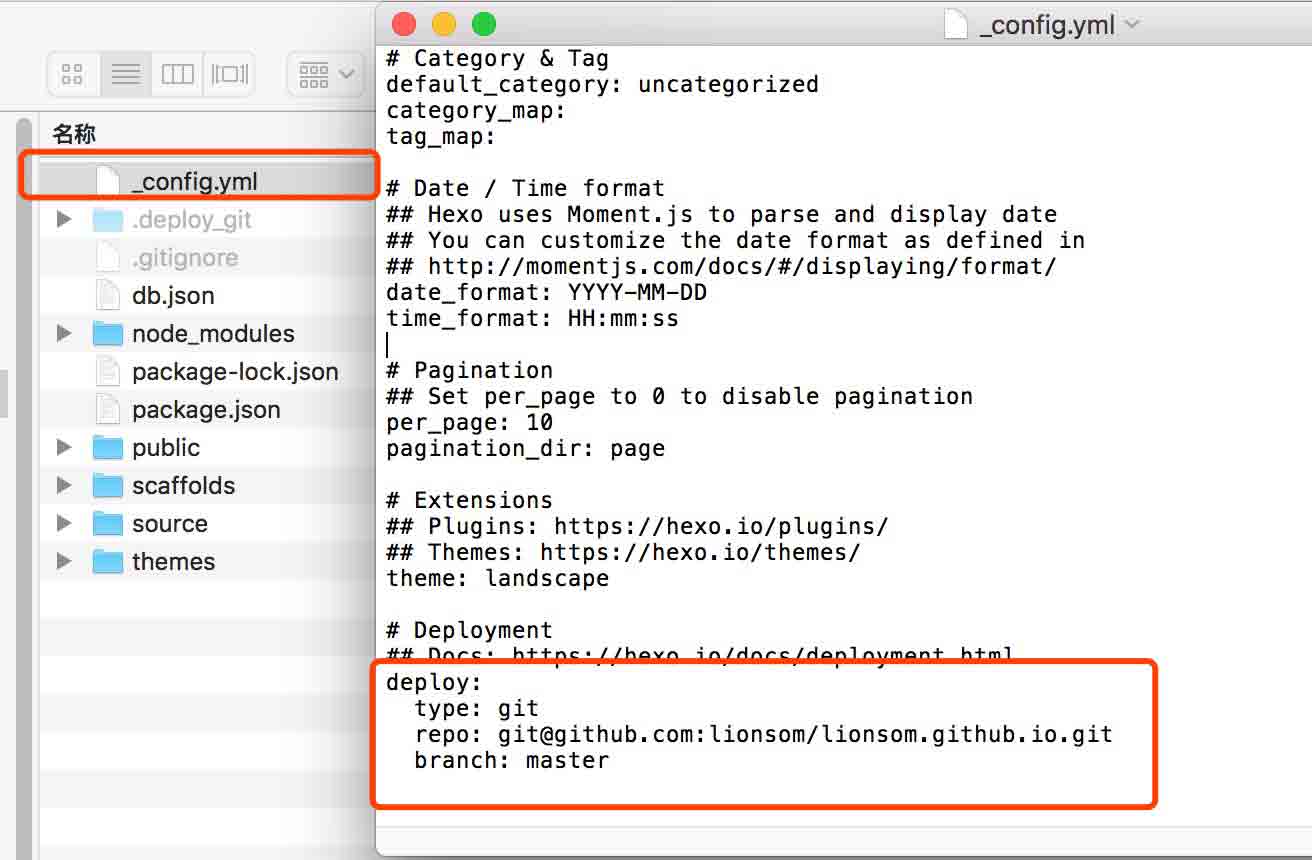 _config.yml
名称
_config.yml
.deploy_git
.gitignore
db.json
node_modules
package-lock.json
package.json
public
scaffolds
source
themes
# Category & Tag
default_category: uncategorized
category_map:
tag_map:
# Date / Time format
## Hexo uses Moment.js to parse and display date
## You can customize the date format as defined in
## http://momentjs.com/docs/#/displaying/format/
date_format: YYYY-MM-DD
time_format: HH:mm:ss
# Pagination
## Set per_page to 0 to disable pagination
per_page: 10
pagination_dir: page
# Extensions
## Plugins: https://hexo.io/plugins/
## Themes: https://hexo.io/themes/
theme: landscape
# Deployment
## Docs: https://hexo.io/docs/deployment.html
deploy:
  type: git
  repo: git@github.com:lionsom/lionsom.github.io.git
  branch: master